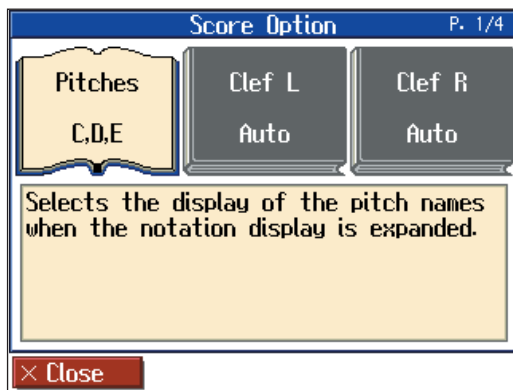 Score Option P. 1/4
Pitches Clef L Clef R
C,D,E Auto Auto
Selects the display of the pitch names
when the notation display is expanded.
× Close